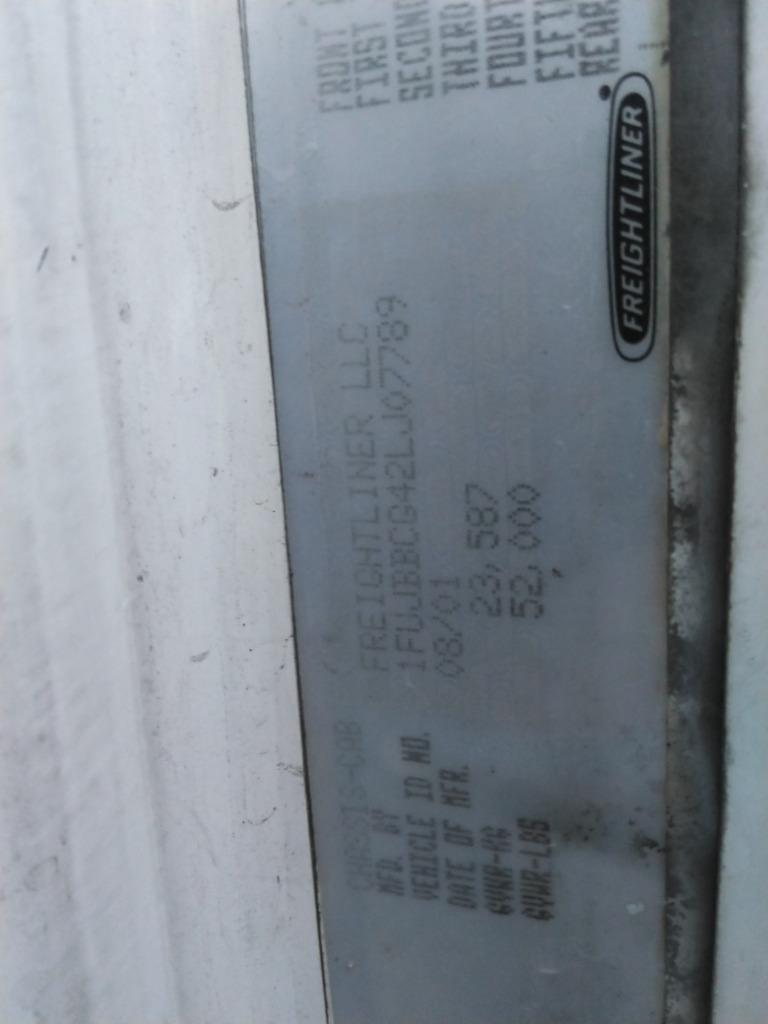 CHASSIS-CAB
MFD. BY FREIGHTLINER LLC
VEHICLE ID NO. 1FUJBBCG42LJ07789
DATE OF MFR. 08/01
GVWR-KG 23,587
GVWR-LBS 52,000
FRONT
FIRST
SECOND
THIRD
FOURT
FIFTH
REAR
FREIGHTLINER